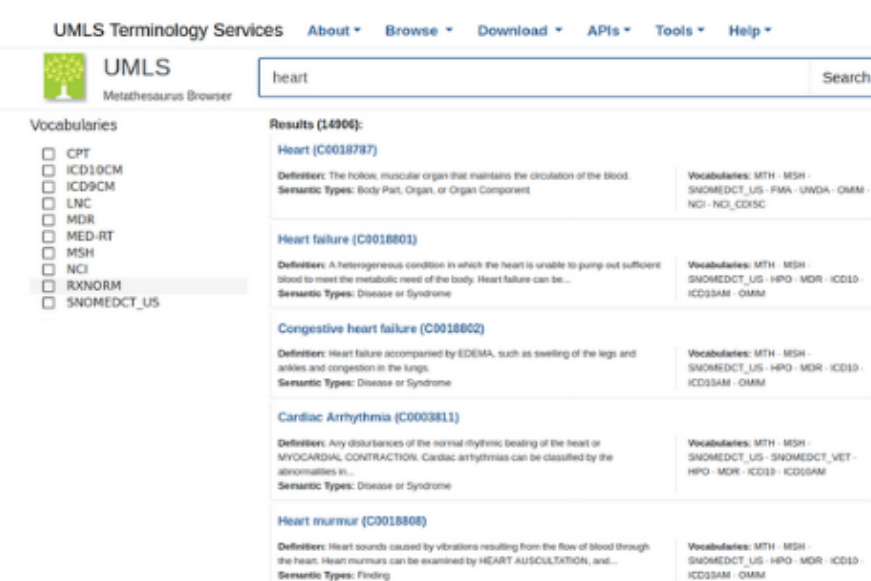 UMLS Terminology Services About Browse Download APIs Tools Help
UMLS
Metathesaurus Browser
heart Search
Vocabularies
CPT
ICD10CM
ICD9CM
LNC
MDR
MED-RT
MSH
NCI
RXNORM
SNOMEDCT_US
Results (14906):
Heart (C0018787)
Definition: The hollow, muscular organ that maintains the circulation of the blood.
Semantic Types: Body Part, Organ, or Organ Component
Vocabularies: MTH - MSH -
SNOMEDCT_US - FMA - UWDA - OMIM -
NCI - NCI_CDISC
Heart failure (C0018801)
Definition: A heterogeneous condition in which the heart is unable to pump out sufficient
blood to meet the metabolic need of the body. Heart failure can be...
Semantic Types: Disease or Syndrome
Vocabularies: MTH - MSH -
SNOMEDCT_US - HPO - MDR - ICD10 -
ICD10AM - OMIM
Congestive heart failure (C0018802)
Definition: Heart failure accompanied by EDEMA, such as swelling of the legs and
ankles and congestion in the lungs.
Semantic Types: Disease or Syndrome
Vocabularies: MTH - MSH -
SNOMEDCT_US - HPO - MDR - ICD10 -
ICD10AM - OMIM
Cardiac Arrhythmia (C0003811)
Definition: Any disturbances of the normal rhythmic beating of the heart or
MYOCARDIAL CONTRACTION. Cardiac arrhythmias can be classified by the
abnormalities in...
Semantic Types: Disease or Syndrome
Vocabularies: MTH - MSH -
SNOMEDCT_US - SNOMEDCT_VET -
HPO - MDR - ICD10 - ICD10AM
Heart murmur (C0018808)
Definition: Heart sounds caused by vibrations resulting from the flow of blood through
the heart. Heart murmurs can be examined by HEART AUSCULTATION, and...
Semantic Types: Finding
Vocabularies: MTH - MSH -
SNOMEDCT_US - HPO - MDR - ICD10 -
ICD10AM - OMIM